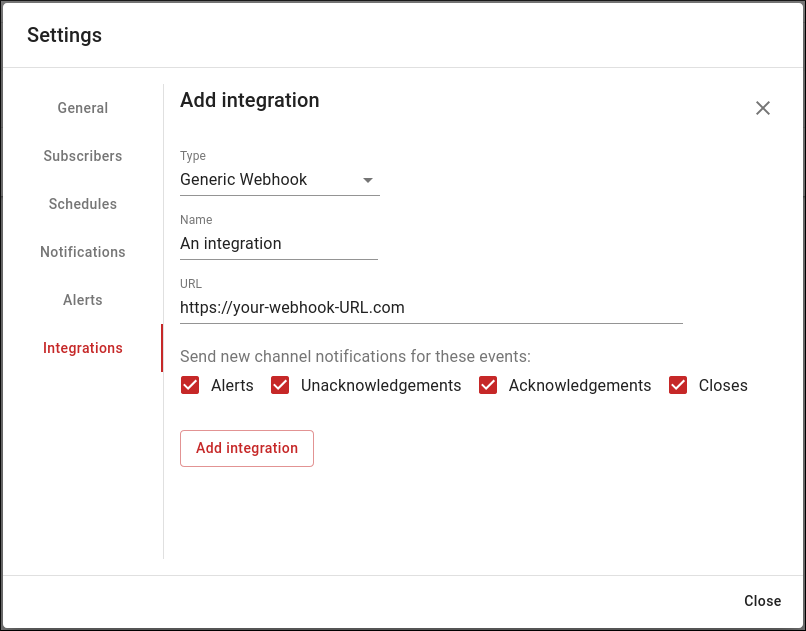 Settings
General
Subscribers
Schedules
Notifications
Alerts
Integrations
Add integration
Type
Generic Webhook
Name
An integration
URL
https://your-webhook-URL.com
Send new channel notifications for these events:
Alerts Unacknowledgements Acknowledgements Closes
Add integration
Close